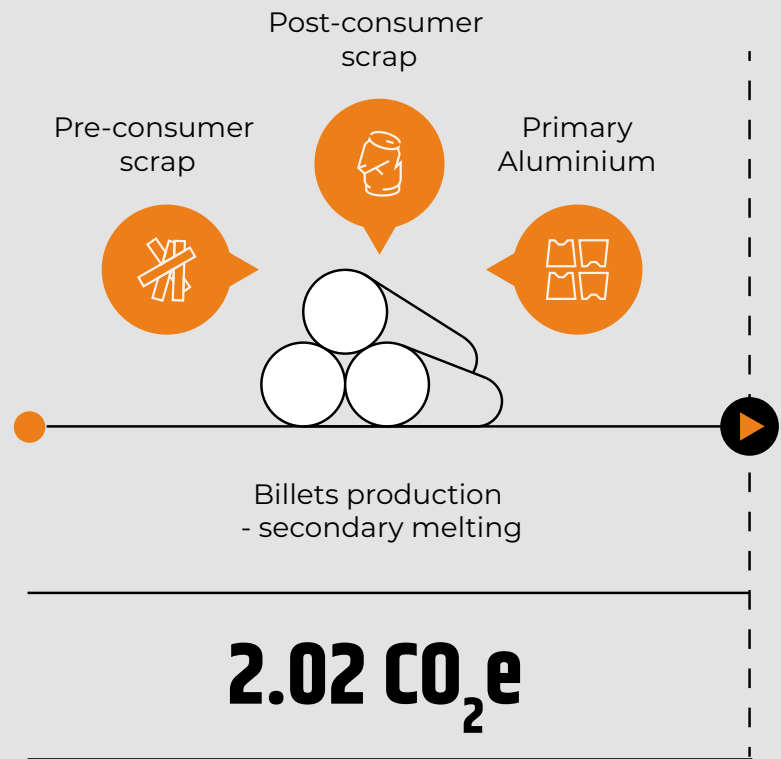 Post-consumer
scrap
Pre-consumer
scrap
Primary
Aluminium
Billets production
- secondary melting
2.02 CO₂e